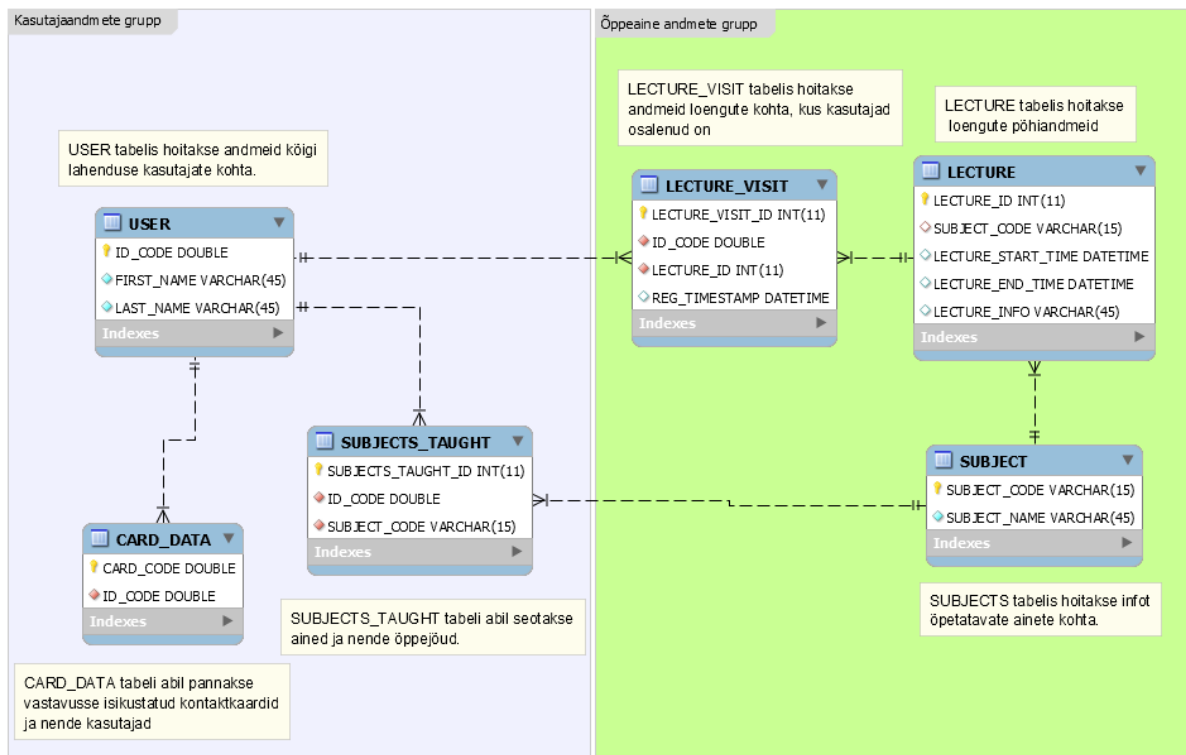 Kasutajaandmete grupp
USER tabelis hoitakse andmeid kõigi
lahenduse kasutajate kohta.
USER
ID_CODE DOUBLE
FIRST_NAME VARCHAR(45)
LAST_NAME VARCHAR(45)
Indexes
SUBJECTS_TAUGHT
SUBJECTS_TAUGHT_ID INT(11)
ID_CODE DOUBLE
SUBJECT_CODE VARCHAR(15)
Indexes
CARD_DATA
CARD_CODE DOUBLE
ID_CODE DOUBLE
Indexes
SUBJECTS_TAUGHT tabeli abil seotakse
ained ja nende õppejõud.
CARD_DATA tabeli abil pannakse
vastavusse isikustatud kontaktkaardid
ja nende kasutajad
Õppeaine andmete grupp
LECTURE_VISIT tabelis hoitakse
andmeid loengute kohta, kus kasutajad
osalenud on
LECTURE tabelis hoitakse
loengute põhiandmeid
LECTURE_VISIT
LECTURE_VISIT_ID INT(11)
ID_CODE DOUBLE
LECTURE_ID INT(11)
REG_TIMESTAMP DATETIME
Indexes
LECTURE
LECTURE_ID INT(11)
SUBJECT_CODE VARCHAR(15)
LECTURE_START_TIME DATETIME
LECTURE_END_TIME DATETIME
LECTURE_INFO VARCHAR(45)
Indexes
SUBJECT
SUBJECT_CODE VARCHAR(15)
SUBJECT_NAME VARCHAR(45)
Indexes
SUBJECTS tabelis hoitakse infot
õpetatavate ainete kohta.